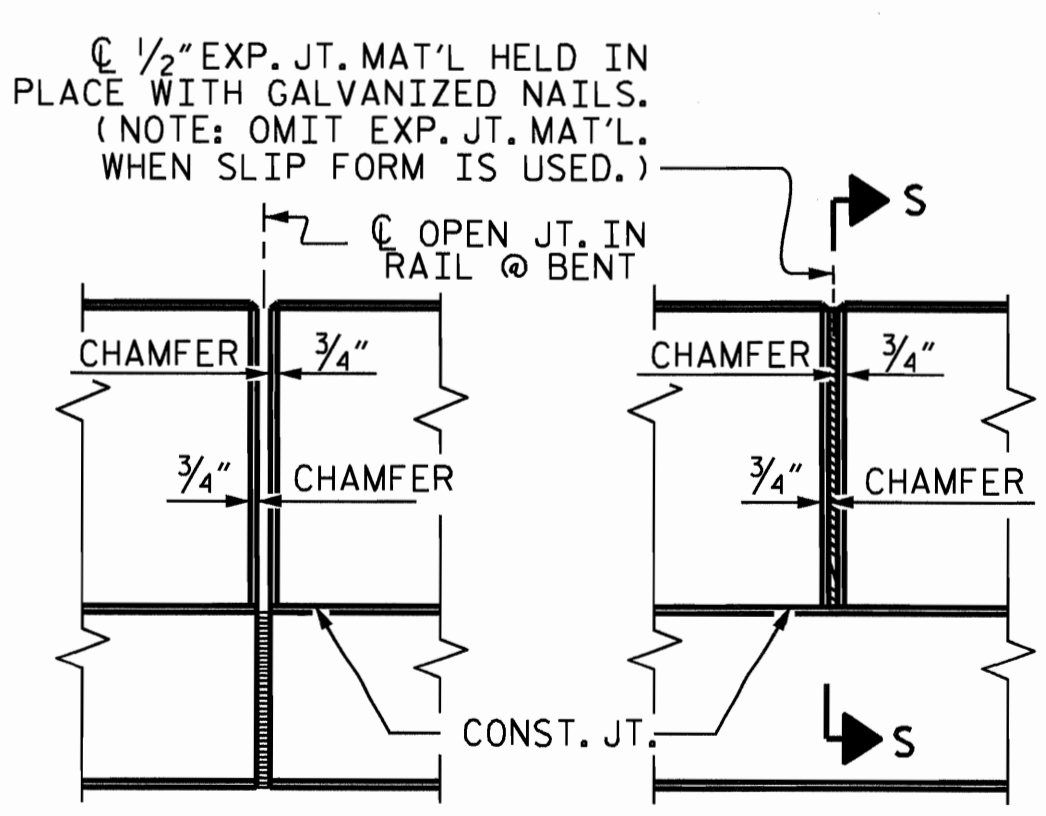 ℄ 1/2" EXP. JT. MAT'L HELD IN
PLACE WITH GALVANIZED NAILS.
(NOTE: OMIT EXP. JT. MAT'L.
WHEN SLIP FORM IS USED.)
℄ OPEN JT. IN
RAIL @ BENT
S
CHAMFER
3/4"
CHAMFER
3/4"
3/4"
CHAMFER
3/4"
CHAMFER
CONST. JT.
S